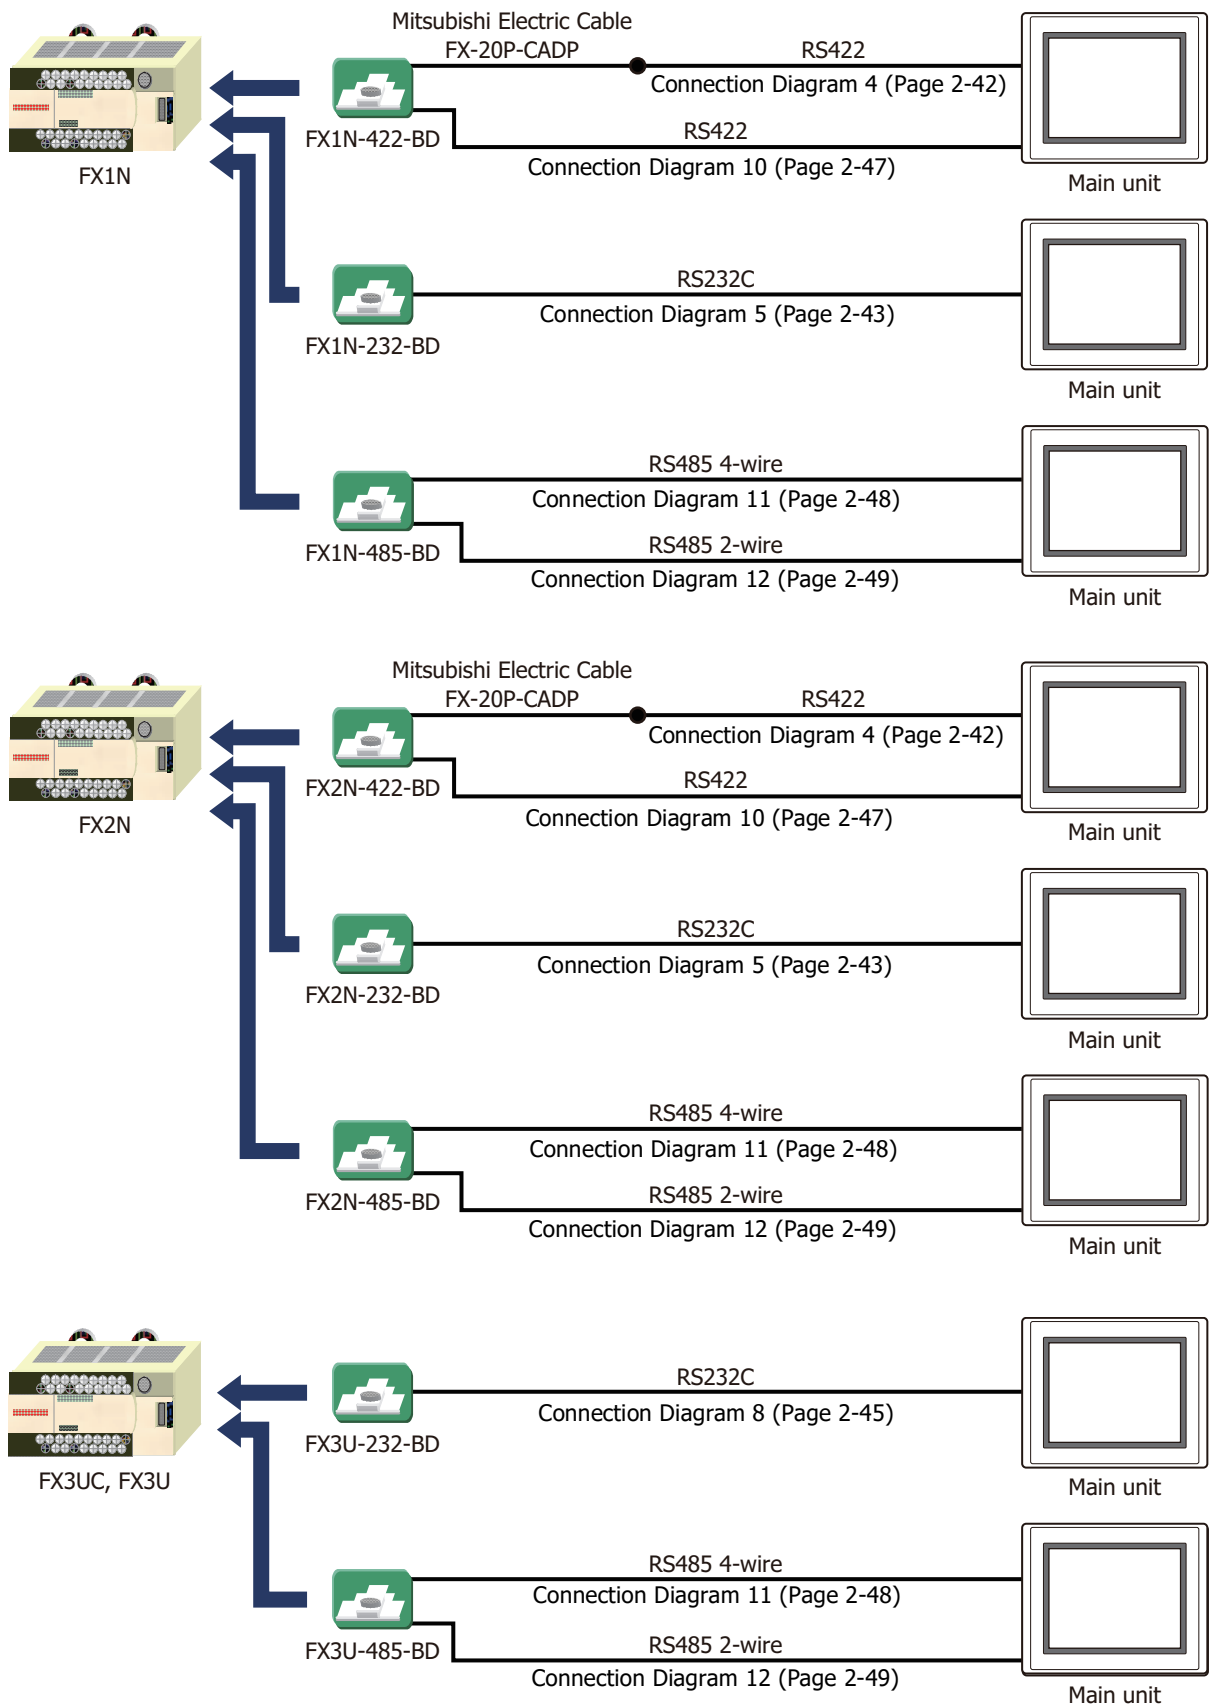 Mitsubishi Electric Cable
FX-20P-CADP
RS422
Connection Diagram 4 (Page 2-42)
FX1N-422-BD
RS422
Connection Diagram 10 (Page 2-47)
FX1N
Main unit
RS232C
Connection Diagram 5 (Page 2-43)
FX1N-232-BD
Main unit
RS485 4-wire
Connection Diagram 11 (Page 2-48)
RS485 2-wire
FX1N-485-BD
Connection Diagram 12 (Page 2-49)
Main unit
Mitsubishi Electric Cable
FX-20P-CADP
RS422
Connection Diagram 4 (Page 2-42)
FX2N-422-BD
RS422
Connection Diagram 10 (Page 2-47)
FX2N
Main unit
RS232C
Connection Diagram 5 (Page 2-43)
FX2N-232-BD
Main unit
RS485 4-wire
Connection Diagram 11 (Page 2-48)
RS485 2-wire
FX2N-485-BD
Connection Diagram 12 (Page 2-49)
Main unit
RS232C
Connection Diagram 8 (Page 2-45)
FX3U-232-BD
FX3UC, FX3U
Main unit
RS485 4-wire
Connection Diagram 11 (Page 2-48)
RS485 2-wire
FX3U-485-BD
Connection Diagram 12 (Page 2-49)
Main unit